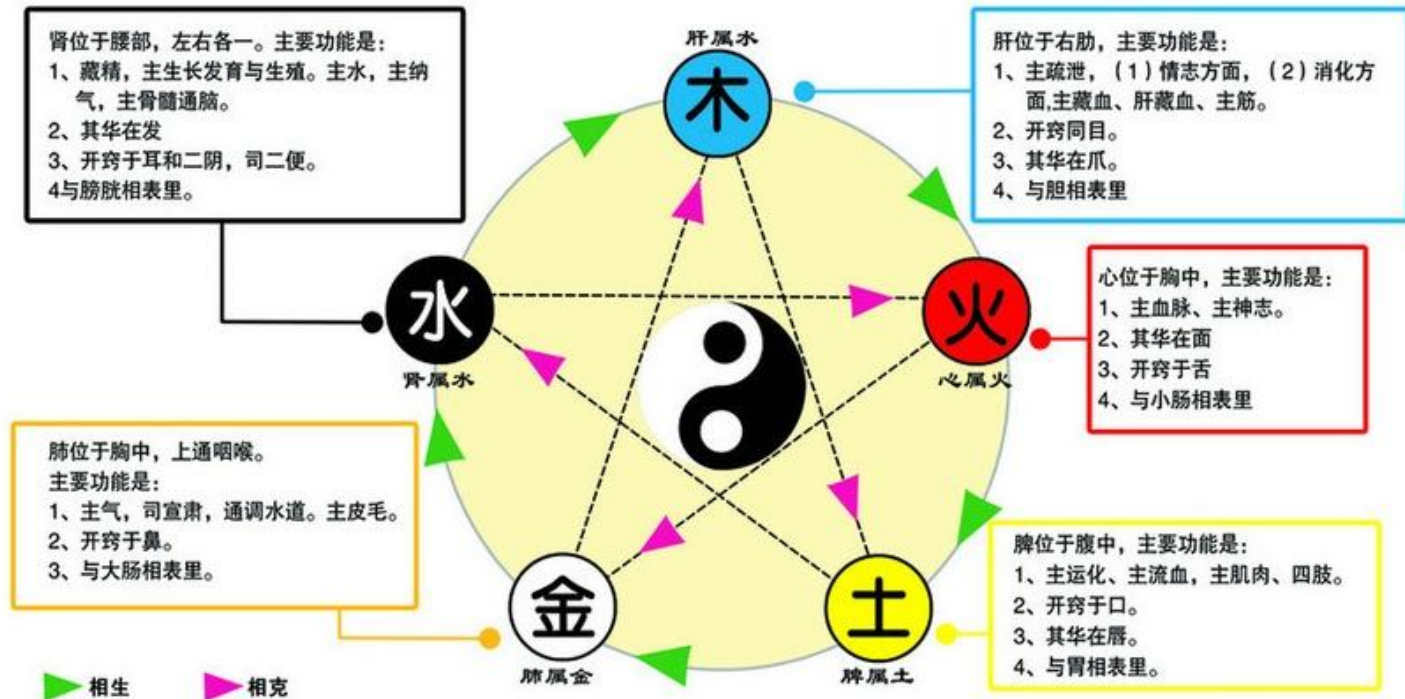 肾位于腰部，左右各一。主要功能是：
1、藏精，主生长发育与生殖。主水，主纳
气，主骨髓通脑。
2、其华在发
3、开窍于耳和二阴，司二便。
4与膀胱相表里。
肝属水
木
肝位于右肋，主要功能是：
1、主疏泄，（1）情志方面，（2）消化方
面,主藏血、肝藏血、主筋。
2、开窍同目。
3、其华在爪。
4、与胆相表里
水
肾属水
火
心属火
心位于胸中，主要功能是：
1、主血脉、主神志。
2、其华在面
3、开窍于舌
4、与小肠相表里
肺位于胸中，上通咽喉。
主要功能是：
1、主气，司宣肃，通调水道。主皮毛。
2、开窍于鼻。
3、与大肠相表里。
金
肺属金
土
脾属土
脾位于腹中，主要功能是：
1、主运化、主流血，主肌肉、四肢。
2、开窍于口。
3、其华在唇。
4、与胃相表里。
相生
相克